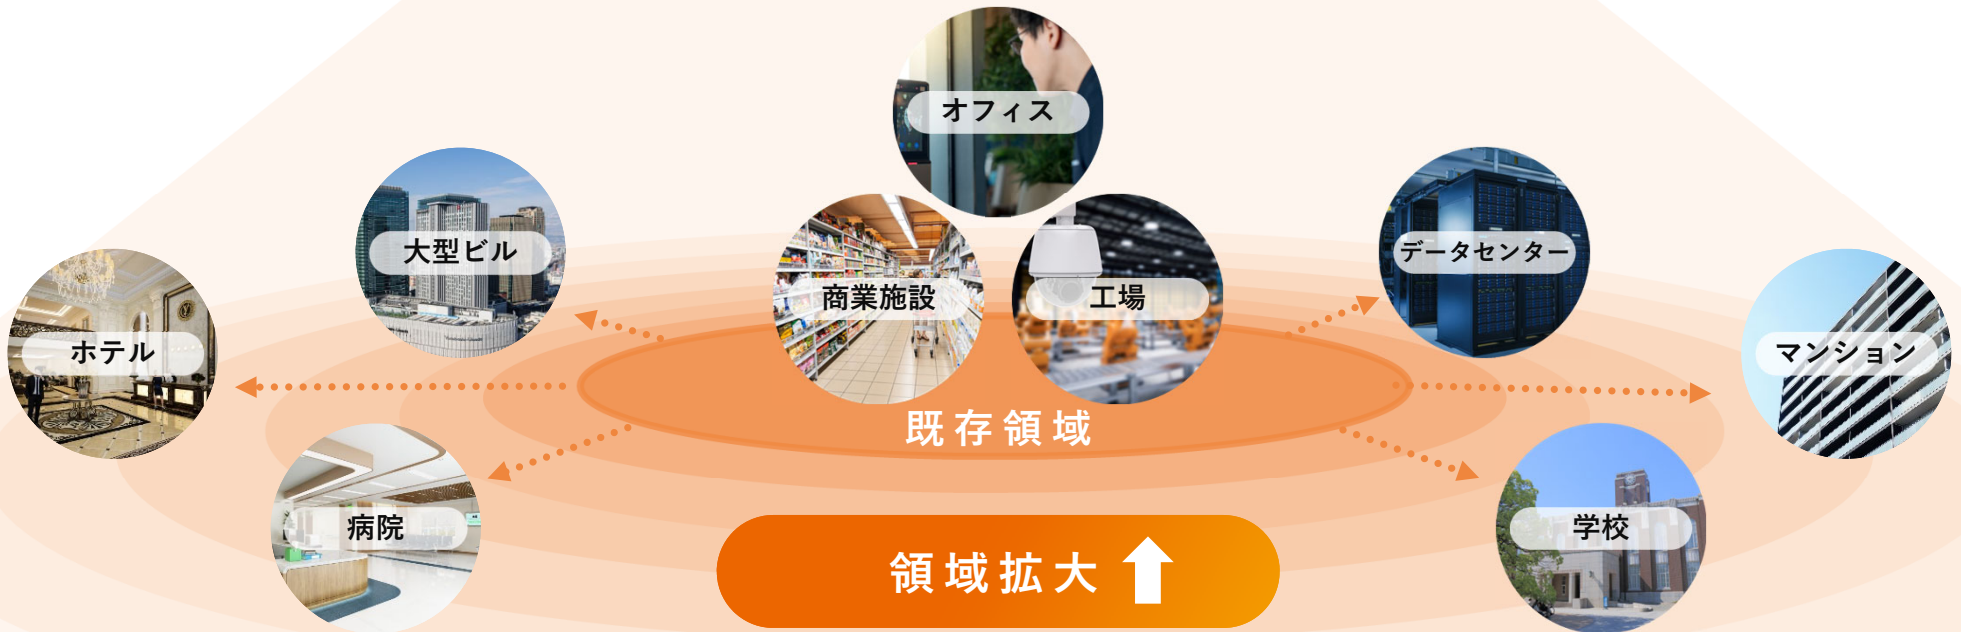 オフィス
大型ビル
データセンター
商業施設
工場
ホテル
マンション
既存領域
病院
学校
領域拡大